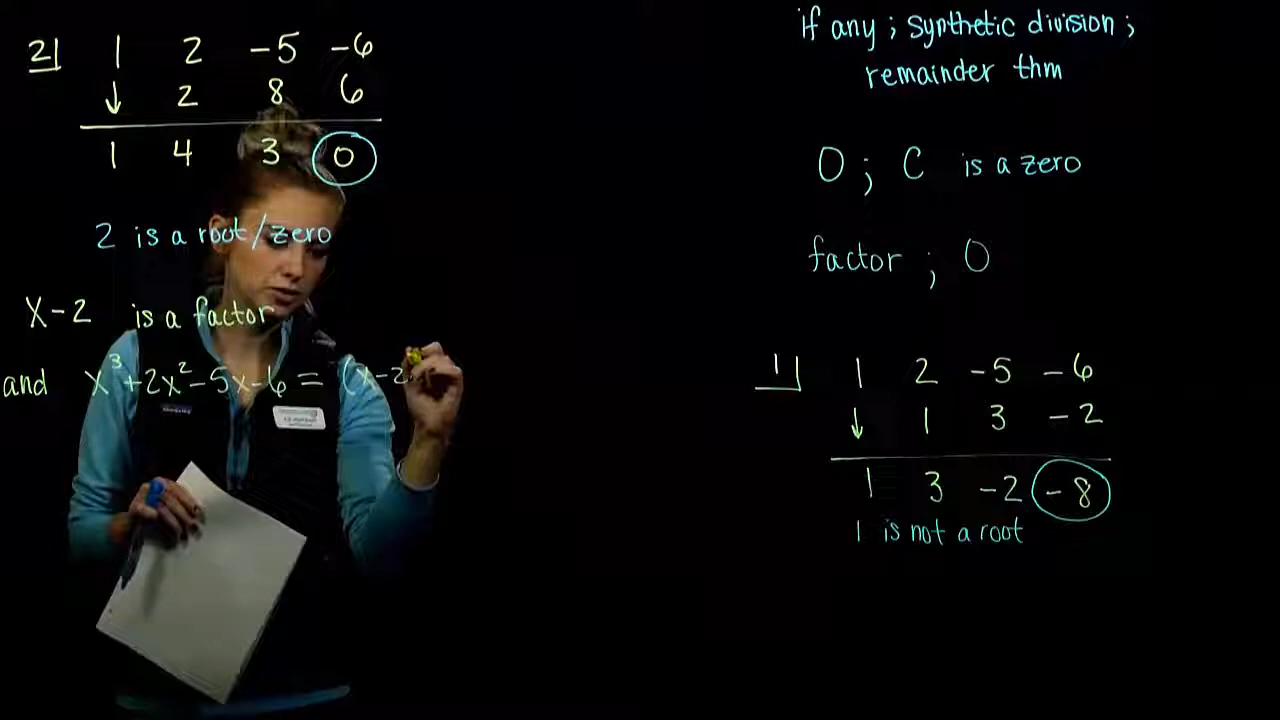 2| 1 2 -5 -6
↓ 2 8 6
1 4 3 0
2 is a root/zero
x-2 is a factor
and x³+2x²-5x-6 = (x-2
if any ; synthetic division ;
remainder thm
0 ; C is a zero
factor ; 0
1| 1 2 -5 -6
↓ 1 3 -2
1 3 -2 -8
1 is not a root